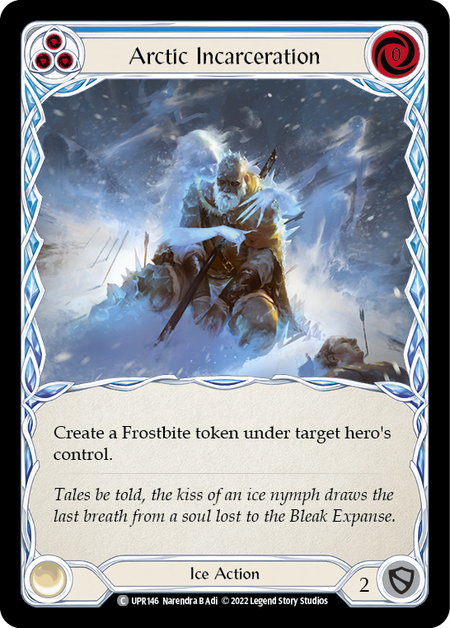 Arctic Incarceration
0
Create a Frostbite token under target hero's
control.
Tales be told, the kiss of an ice nymph draws the
last breath from a soul lost to the Bleak Expanse.
Ice Action
2
C UPR146 Narendra B Adi © 2022 Legend Story Studios